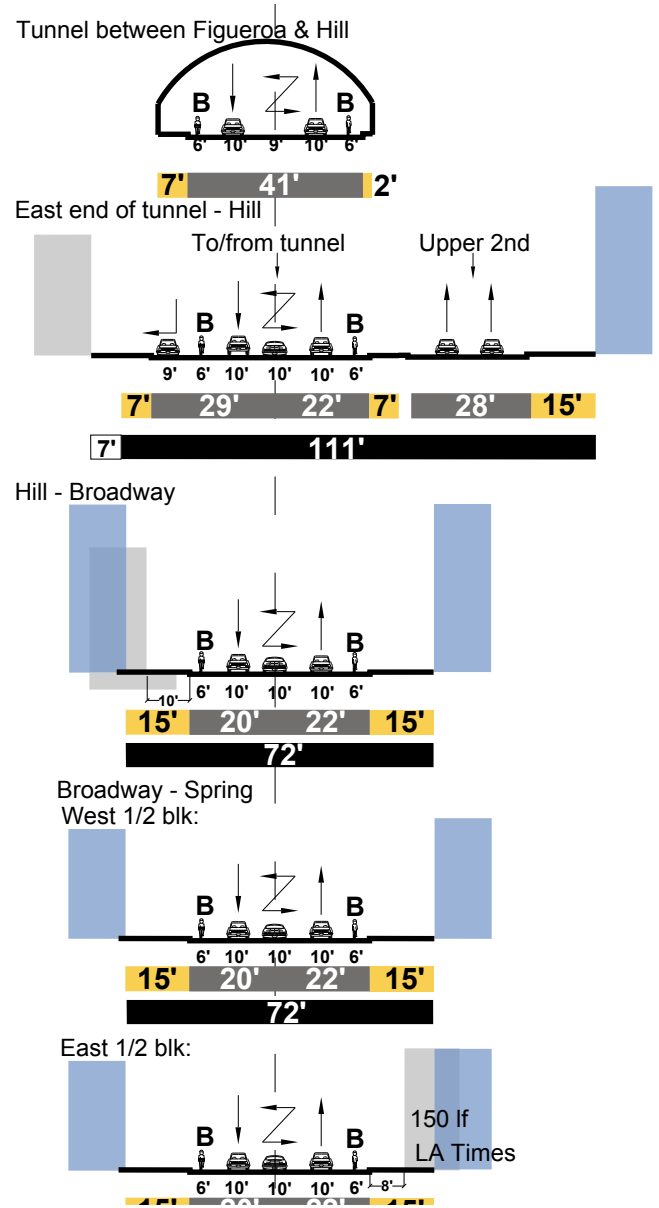 Tunnel between Figueroa & Hill
B B
6' 10' 9' 10' 6'
7' 41' 2'
East end of tunnel - Hill
To/from tunnel Upper 2nd
B B
9' 6' 10' 10' 10' 6'
7' 29' 22' 7' 28' 15'
7' 111'
Hill - Broadway
B B
6' 10' 10' 10' 6'
10'
15' 20' 22' 15'
72'
Broadway - Spring
West 1/2 blk:
B B
6' 10' 10' 10' 6'
15' 20' 22' 15'
72'
East 1/2 blk:
150 lf
B B
LA Times
6' 10' 10' 10' 6' 8'
15' 20' 22' 15'